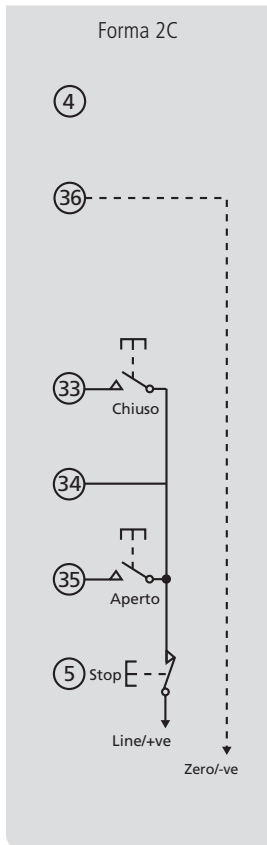 Forma 2C
4
36
33
Chiuso
34
35
Aperto
5 Stop
Line/+ve
Zero/-ve